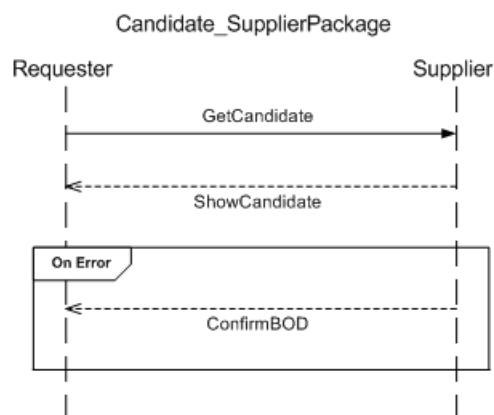 Candidate_SupplierPackage
Requester
Supplier
GetCandidate
ShowCandidate
On Error
ConfirmBOD